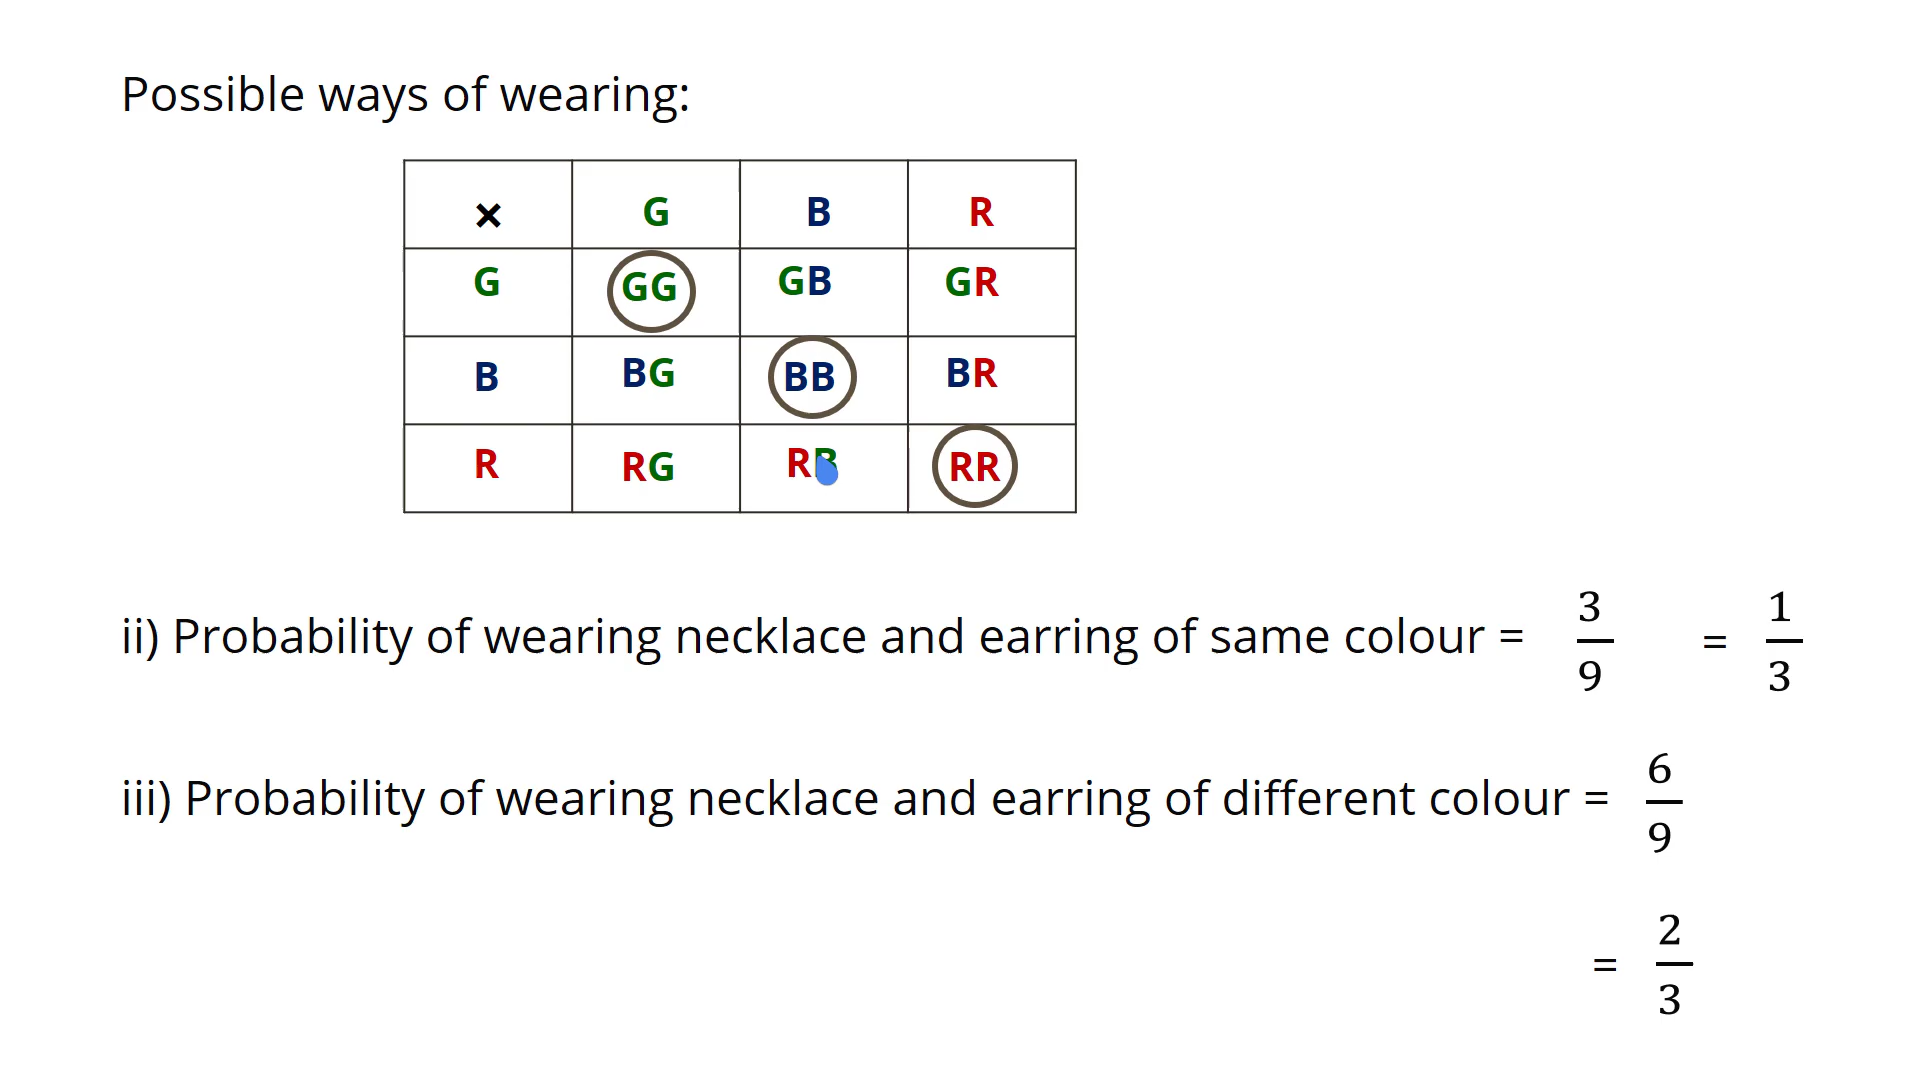 Possible ways of wearing:
× G B R
G GG GB GR
B BG BB BR
R RG RB RR
ii) Probability of wearing necklace and earring of same colour = 3/9 = 1/3
iii) Probability of wearing necklace and earring of different colour = 6/9
= 2/3